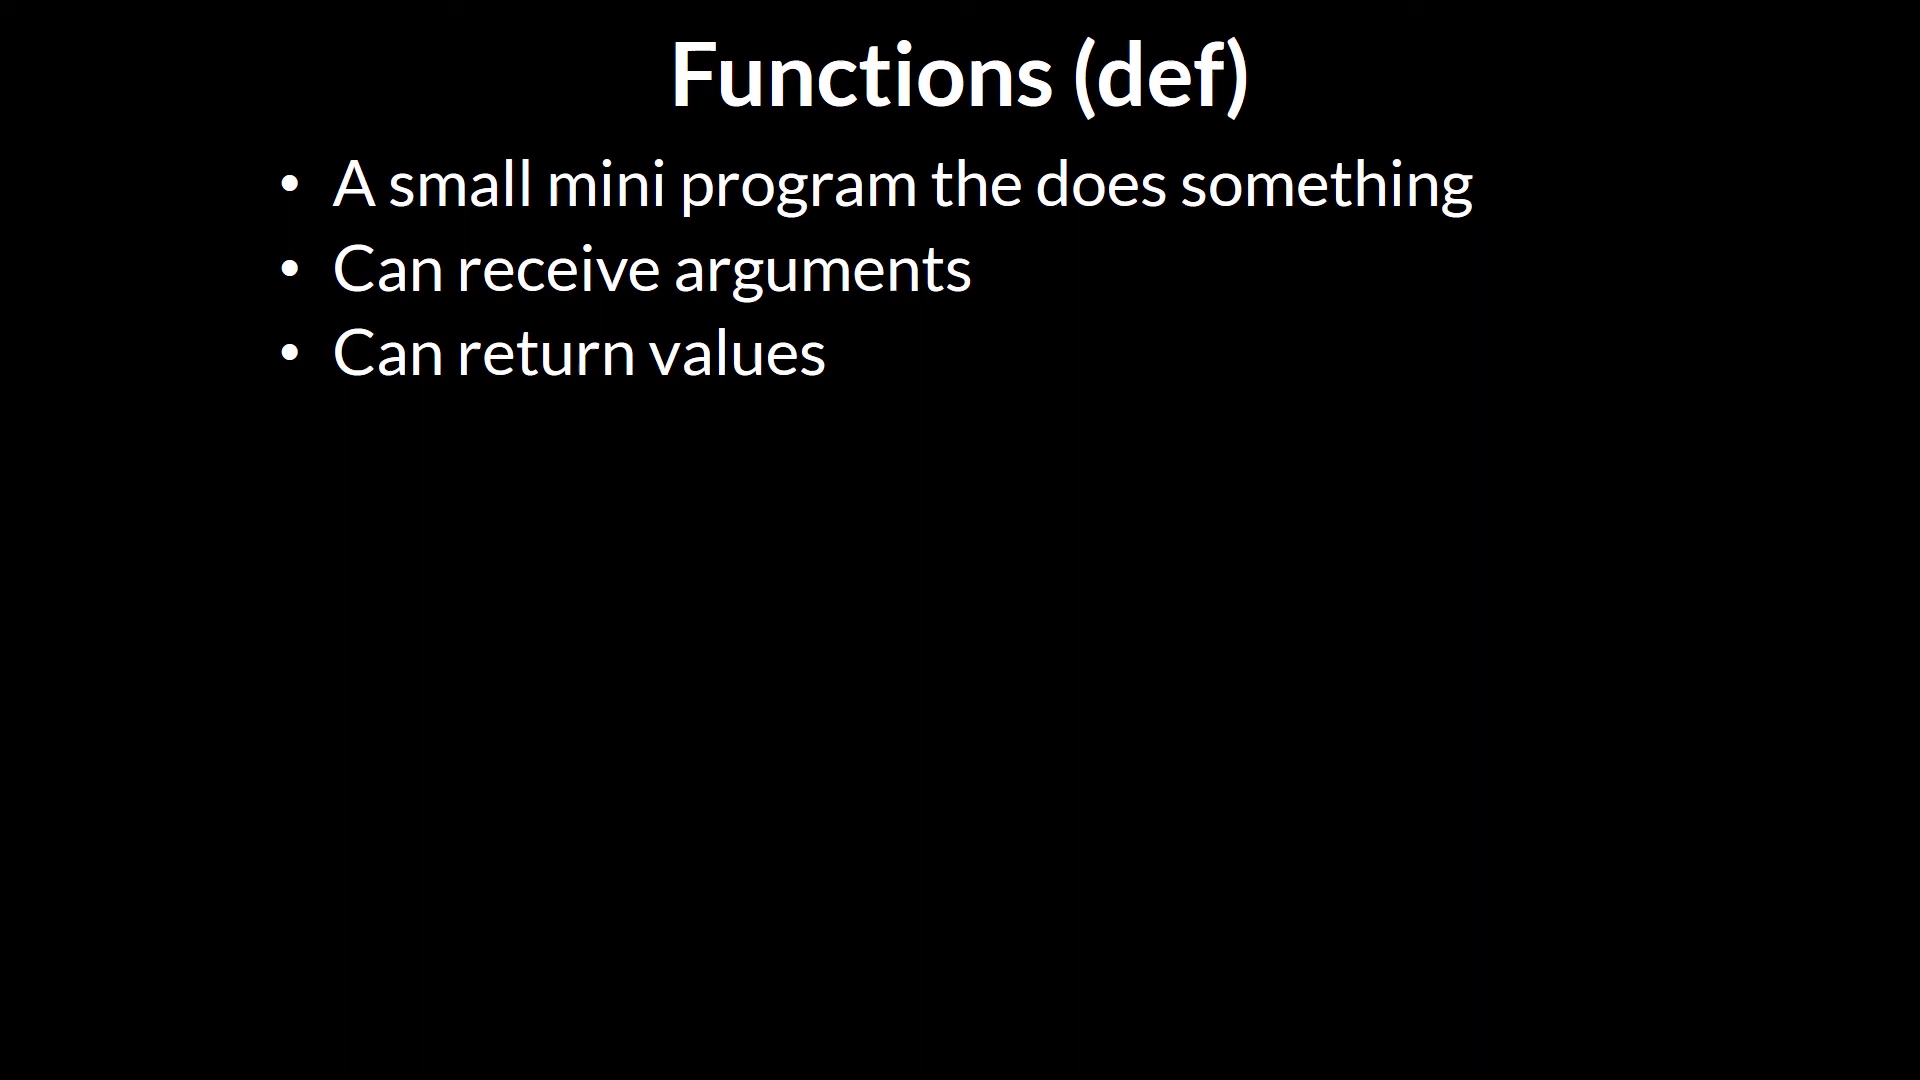 Functions (def)
• A small mini program the does something
• Can receive arguments
• Can return values